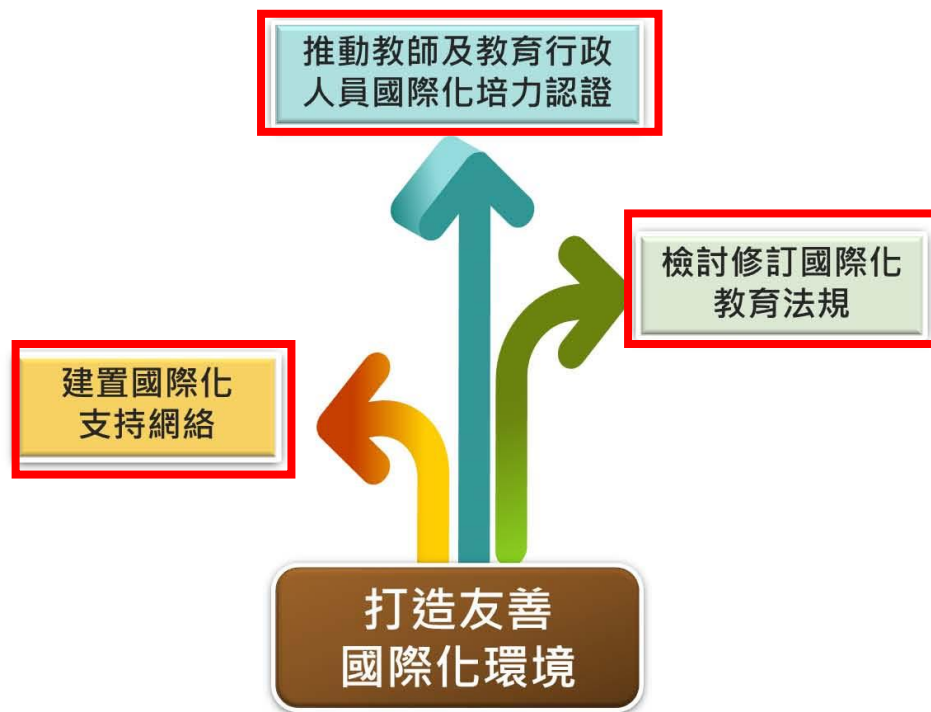 推動教師及教育行政
人員國際化培力認證
檢討修訂國際化
教育法規
建置國際化
支持網絡
打造友善
國際化環境